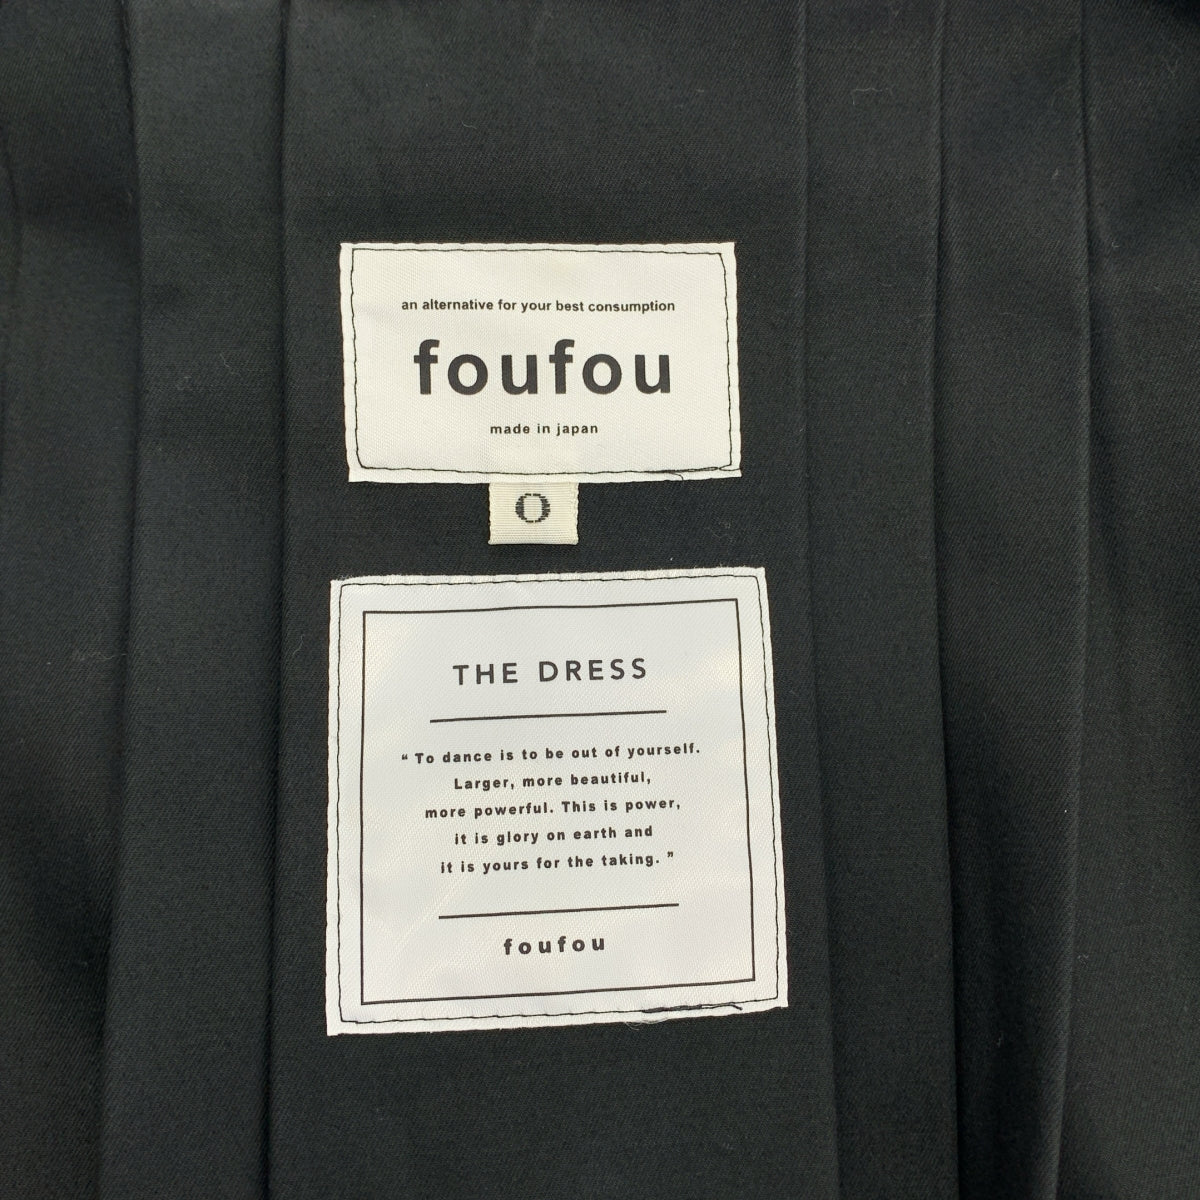 an alternative for your best consumption
foufou
made in japan
0
THE DRESS
“ To dance is to be out of yourself.
Larger, more beautiful,
more powerful. This is power,
it is glory on earth and
it is yours for the taking. ”
foufou